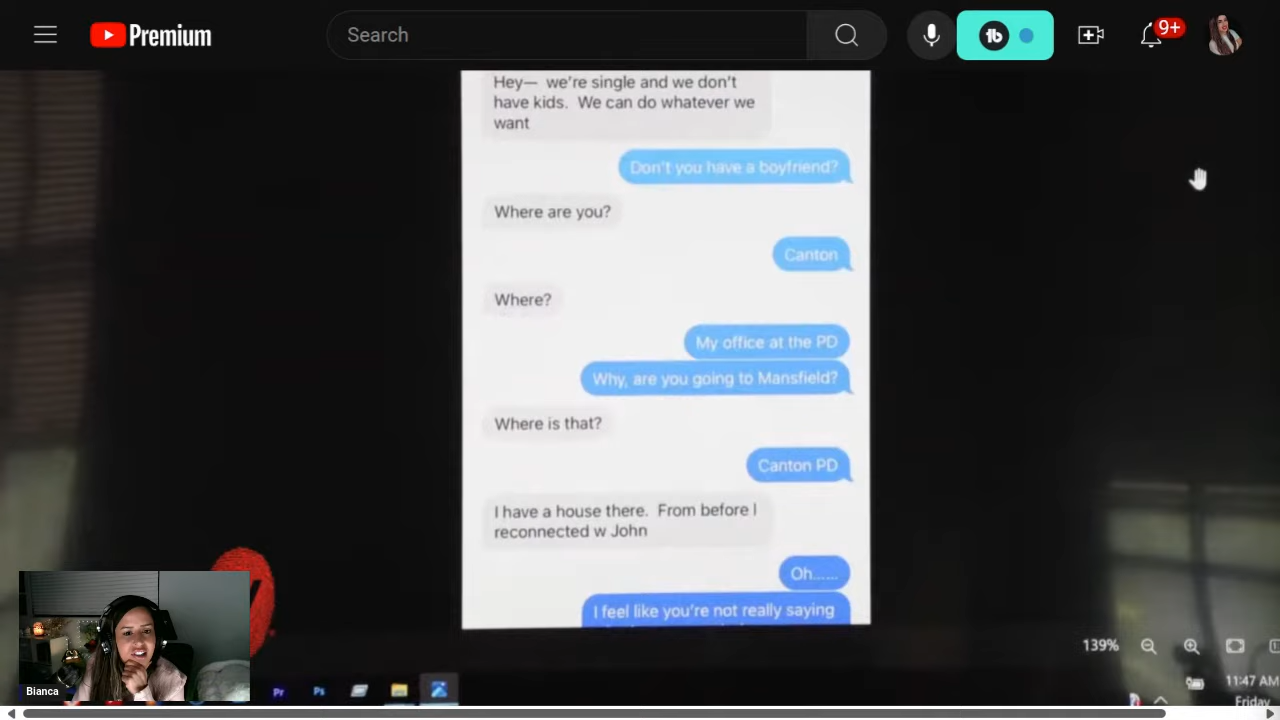 Premium
Search
9+
Hey— we're single and we don't
have kids. We can do whatever we
want
Don't you have a boyfriend?
Where are you?
Canton
Where?
My office at the PD
Why, are you going to Mansfield?
Where is that?
Canton PD
I have a house there. From before I
reconnected w John
Oh......
I feel like you're not really saying
139%
Bianca
Pr
Ps
11:47 AM
Friday